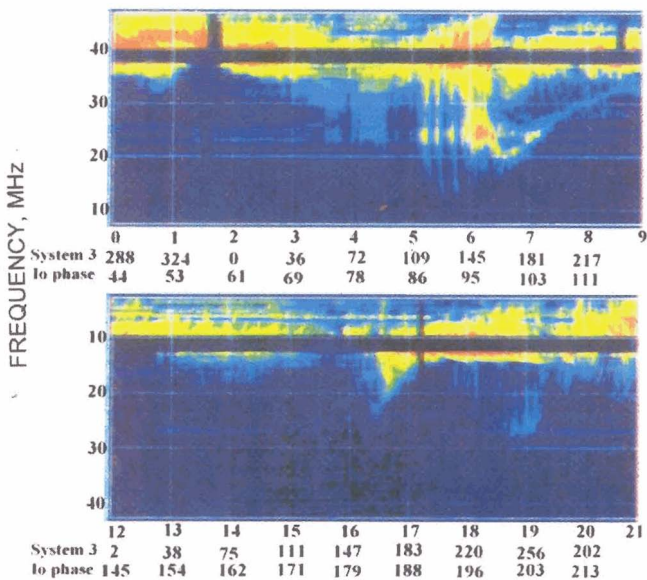 FREQUENCY, MHz
40
30
20
10
0 1 2 3 4 5 6 7 8 9
System 3 288 324 0 36 72 109 145 181 217
Io phase 44 53 61 69 78 86 95 103 111
10
20
30
40
12 13 14 15 16 17 18 19 20 21
System 3 2 38 75 111 147 183 220 256 202
Io phase 145 154 162 171 179 188 196 203 213